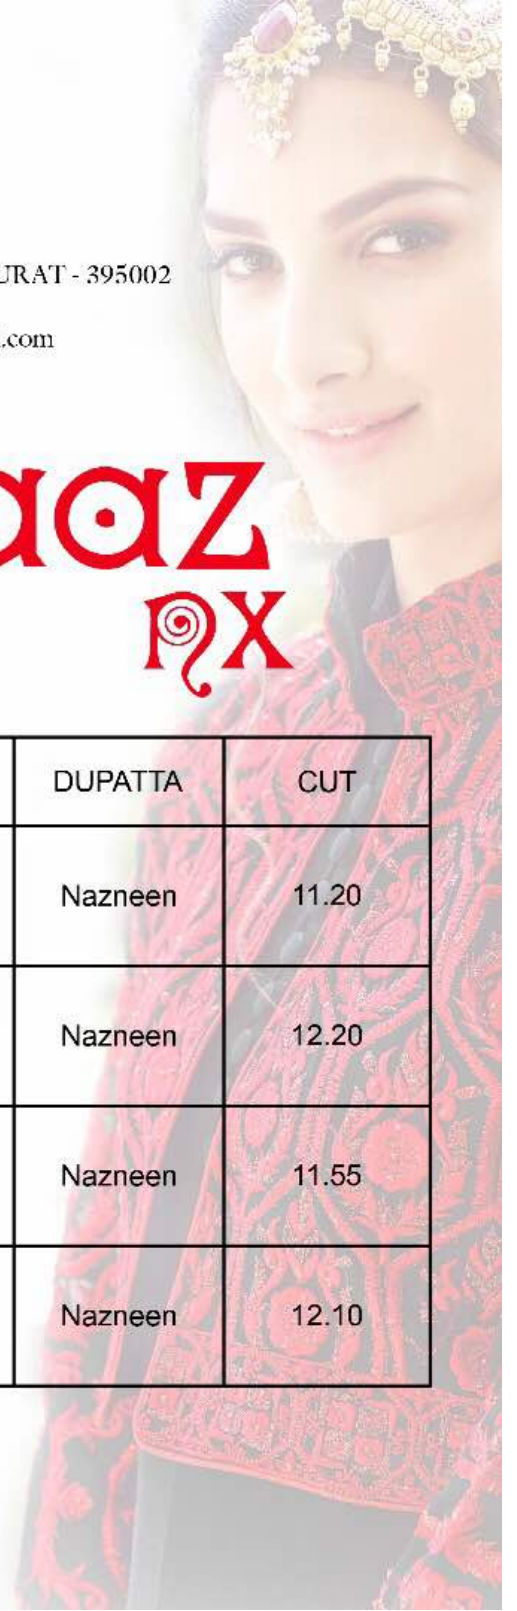 URAT - 395002
.com
aaz
NX
DUPATTA CUT
Nazneen 11.20
Nazneen 12.20
Nazneen 11.55
Nazneen 12.10